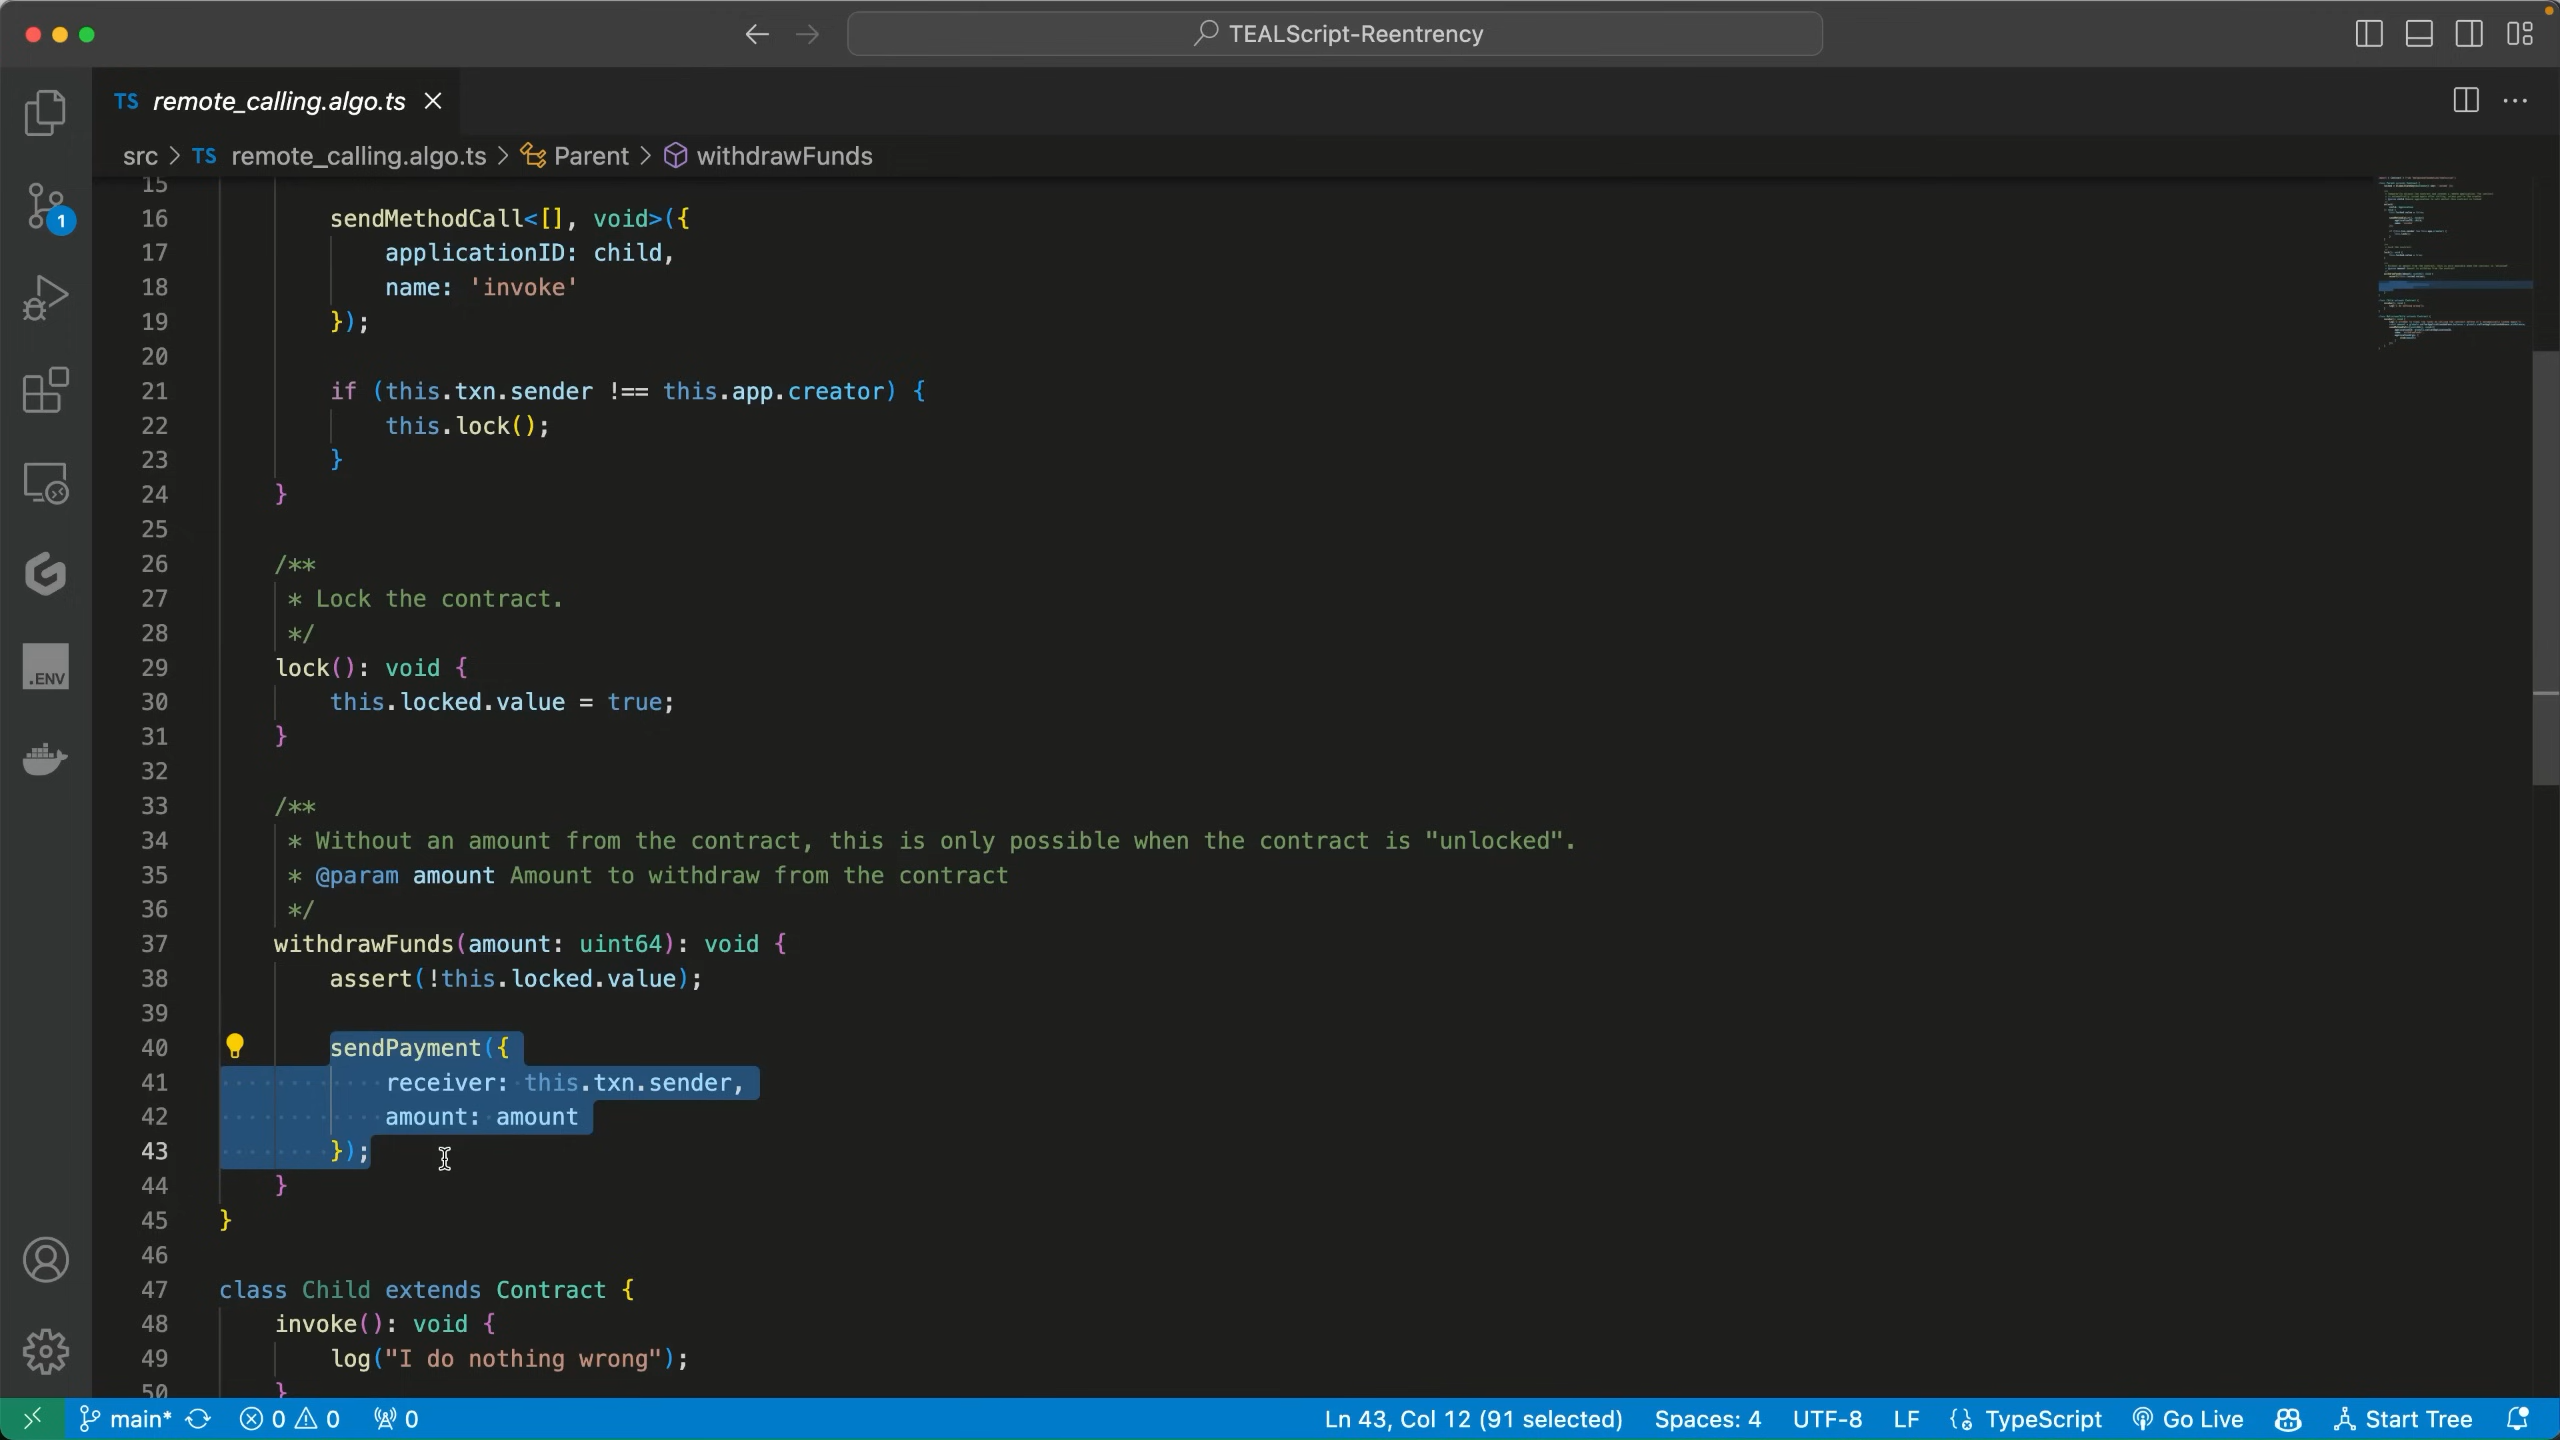 TEALScript-Reentrency
TS remote_calling.algo.ts
src > TS remote_calling.algo.ts > Parent > withdrawFunds
15
16 sendMethodCall<[], void>({
17 applicationID: child,
18 name: 'invoke'
19 });
20
21 if (this.txn.sender !== this.app.creator) {
22 this.lock();
23 }
24 }
25
26 /**
27 * Lock the contract.
28 */
29 lock(): void {
30 this.locked.value = true;
31 }
32
33 /**
34 * Without an amount from the contract, this is only possible when the contract is "unlocked".
35 * @param amount Amount to withdraw from the contract
36 */
37 withdrawFunds(amount: uint64): void {
38 assert(!this.locked.value);
39
40 sendPayment({
41 receiver: this.txn.sender,
42 amount: amount
43 });
44 }
45 }
46
47 class Child extends Contract {
48 invoke(): void {
49 log("I do nothing wrong");
50 }
1
.ENV
main* 0 0 0 Ln 43, Col 12 (91 selected) Spaces: 4 UTF-8 LF TypeScript Go Live Start Tree